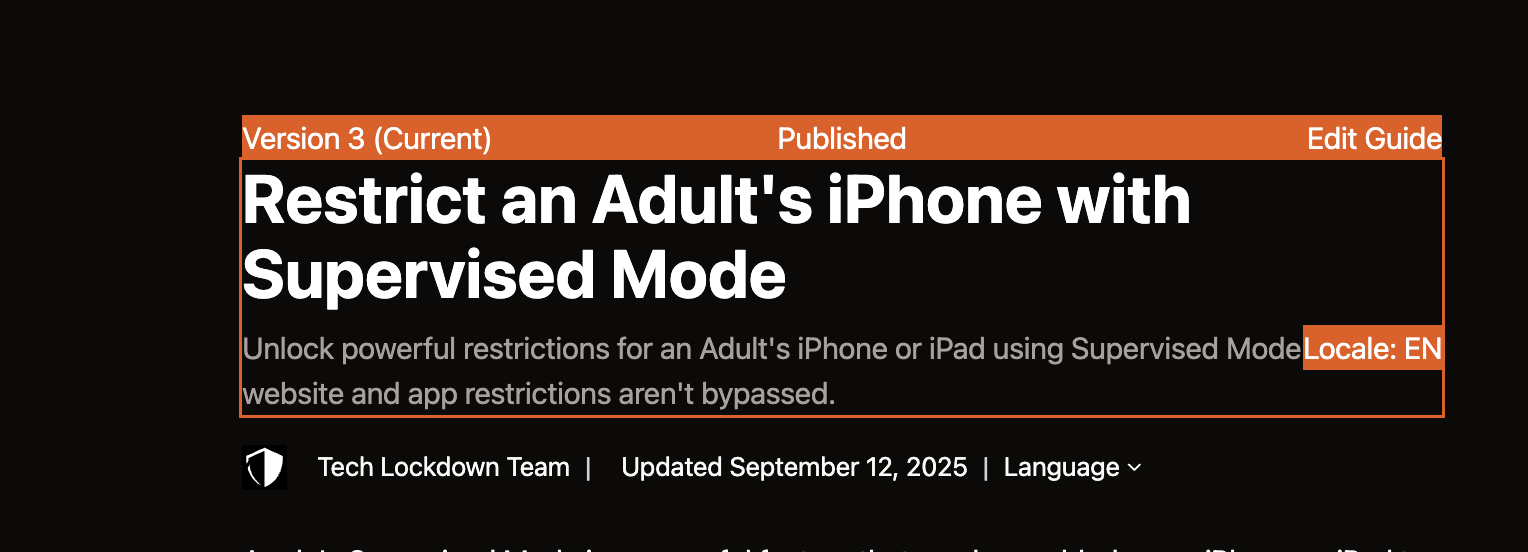 Version 3 (Current) Published Edit Guide
Restrict an Adult's iPhone with
Supervised Mode
Unlock powerful restrictions for an Adult's iPhone or iPad using Supervised Mode
Locale: EN
website and app restrictions aren't bypassed.
Tech Lockdown Team | Updated September 12, 2025 | Language